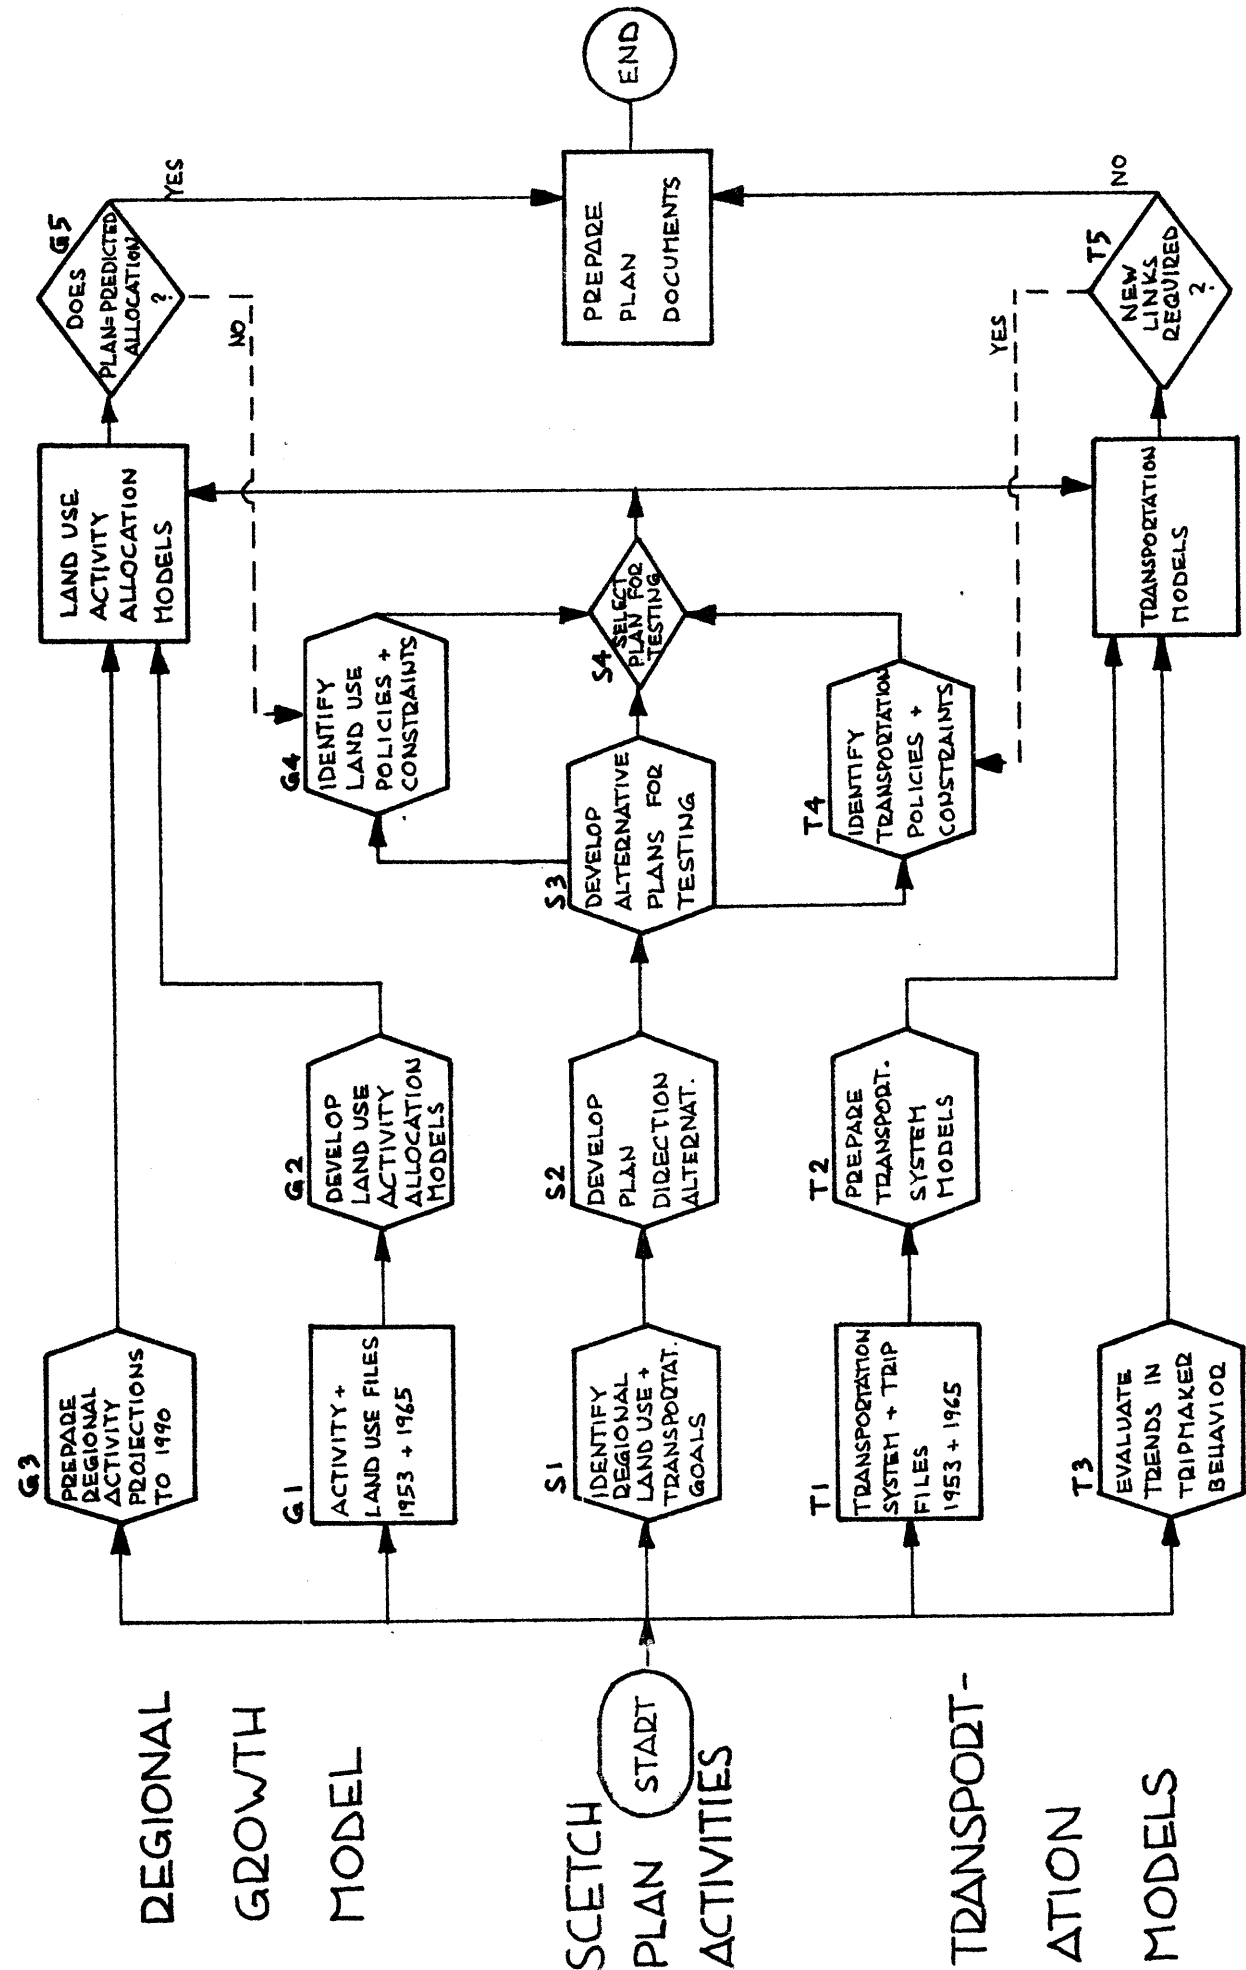 REGIONAL
GROWTH
MODEL
SCETCH
PLAN
ACTIVITIES
TRANSPORT-
ATION
MODELS
START
G3
PREPARE
REGIONAL
ACTIVITY
PROJECTIONS
TO 1990
G1
ACTIVITY +
LAND USE FILES
1953 + 1965
S1
IDENTIFY
REGIONAL
LAND USE +
TRANSPORTAT.
GOALS
T1
TRANSPORTATION
SYSTEM + TRIP
FILES
1953 + 1965
T3
EVALUATE
TRENDS IN
TRIPMAKER
BEHAVIOR
G2
DEVELOP
LAND USE
ACTIVITY
ALLOCATION
MODELS
S2
DEVELOP
PLAN
DIRECTION
ALTERNAT.
T2
PREPARE
TRANSPORT.
SYSTEM
MODELS
S3
DEVELOP
ALTERNATIVE
PLANS FOR
TESTING
G4
IDENTIFY
LAND USE
POLICIES +
CONSTRAINTS
T4
IDENTIFY
TRANSPORTATION
POLICIES +
CONSTRAINTS
S4
SELECT
PLAN FOR
TESTING
LAND USE
ACTIVITY
ALLOCATION
MODELS
TRANSPORTATION
MODELS
G5
DOES
PLAN=PREDICTED
ALLOCATION
?
NO
YES
T5
NEW
LINKS
REQUIRED
?
YES
NO
PREPARE
PLAN
DOCUMENTS
END